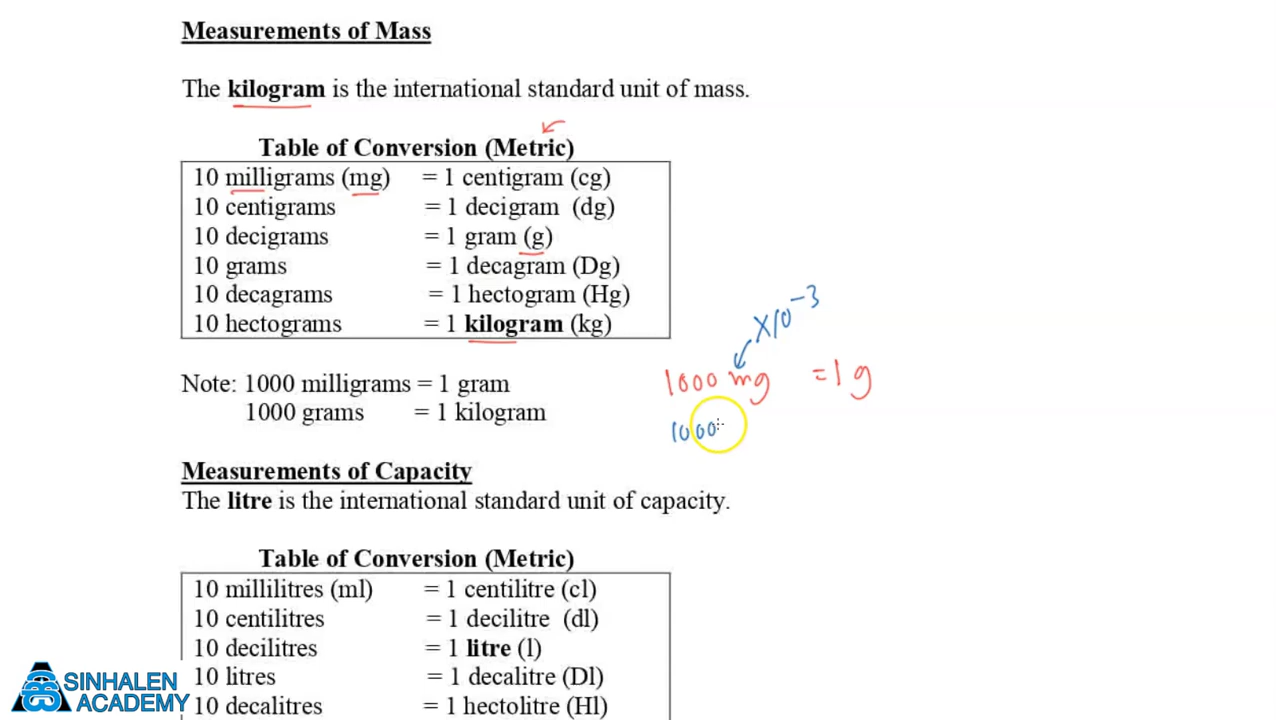 Measurements of Mass
The kilogram is the international standard unit of mass.
Table of Conversion (Metric)
10 milligrams (mg) = 1 centigram (cg)
10 centigrams = 1 decigram (dg)
10 decigrams = 1 gram (g)
10 grams = 1 decagram (Dg)
10 decagrams = 1 hectogram (Hg)
10 hectograms = 1 kilogram (kg)
×10⁻³
Note: 1000 milligrams = 1 gram
1000 mg = 1 g
1000 grams = 1 kilogram
1000
Measurements of Capacity
The litre is the international standard unit of capacity.
Table of Conversion (Metric)
10 millilitres (ml) = 1 centilitre (cl)
10 centilitres = 1 decilitre (dl)
10 decilitres = 1 litre (l)
10 litres = 1 decalitre (Dl)
10 decalitres = 1 hectolitre (Hl)
SINHALEN
ACADEMY